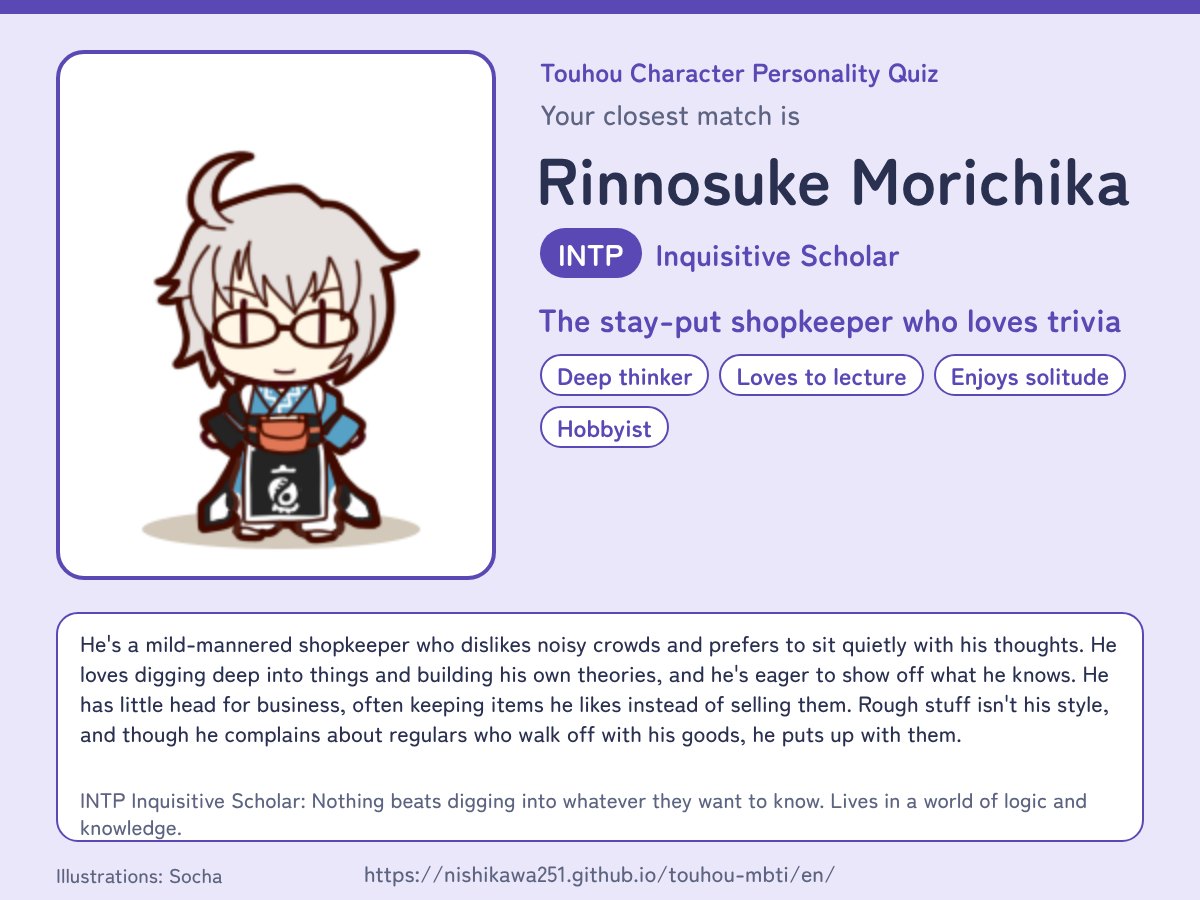 Touhou Character Personality Quiz
Your closest match is
Rinnosuke Morichika
INTP Inquisitive Scholar
The stay-put shopkeeper who loves trivia
Deep thinker Loves to lecture Enjoys solitude
Hobbyist
He's a mild-mannered shopkeeper who dislikes noisy crowds and prefers to sit quietly with his thoughts. He
loves digging deep into things and building his own theories, and he's eager to show off what he knows. He
has little head for business, often keeping items he likes instead of selling them. Rough stuff isn't his style,
and though he complains about regulars who walk off with his goods, he puts up with them.
INTP Inquisitive Scholar: Nothing beats digging into whatever they want to know. Lives in a world of logic and
knowledge.
Illustrations: Socha https://nishikawa251.github.io/touhou-mbti/en/